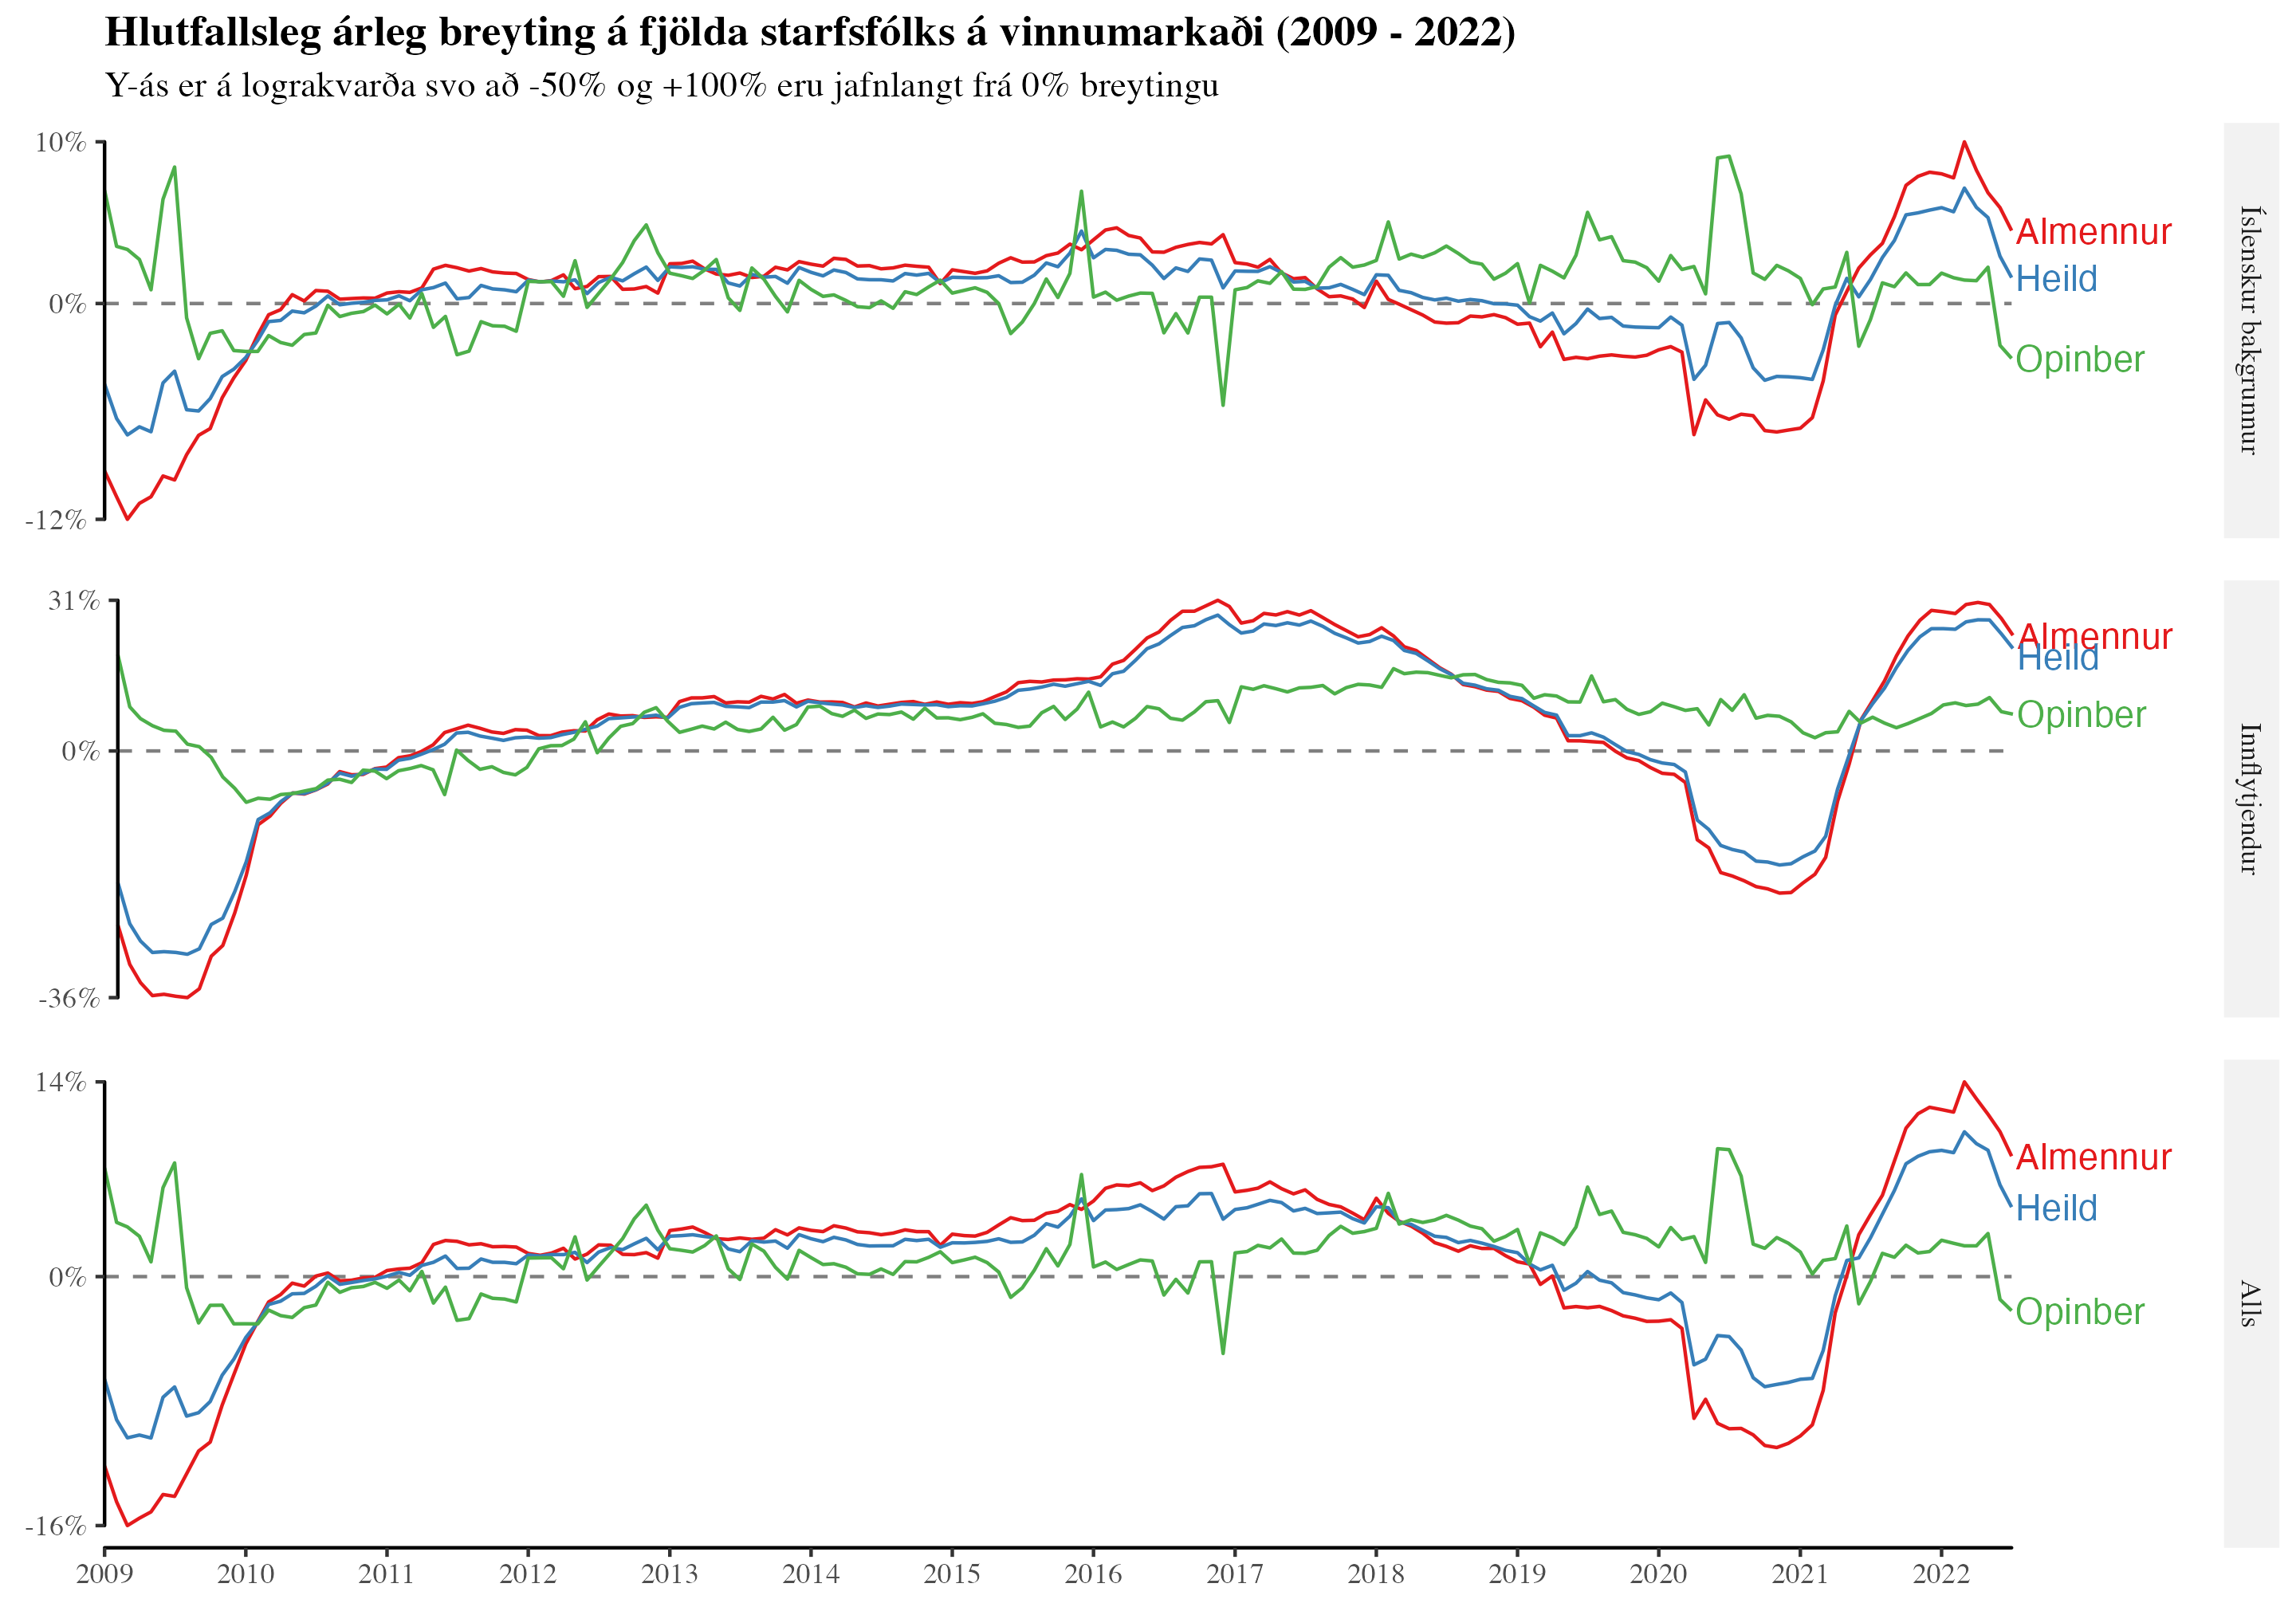 Hlutfallsleg árleg breyting á fjölda starfsfólks á vinnumarkaði (2009 - 2022)
Y-ás er á lograkvarða svo að -50% og +100% eru jafnlangt frá 0% breytingu
10%
0%
-12%
Almennur
Heild
Opinber
Íslenskur bakgrunnur
31%
0%
-36%
Almennur
Heild
Opinber
Innflytjendur
14%
0%
-16%
Almennur
Heild
Opinber
Alls
2009 2010 2011 2012 2013 2014 2015 2016 2017 2018 2019 2020 2021 2022